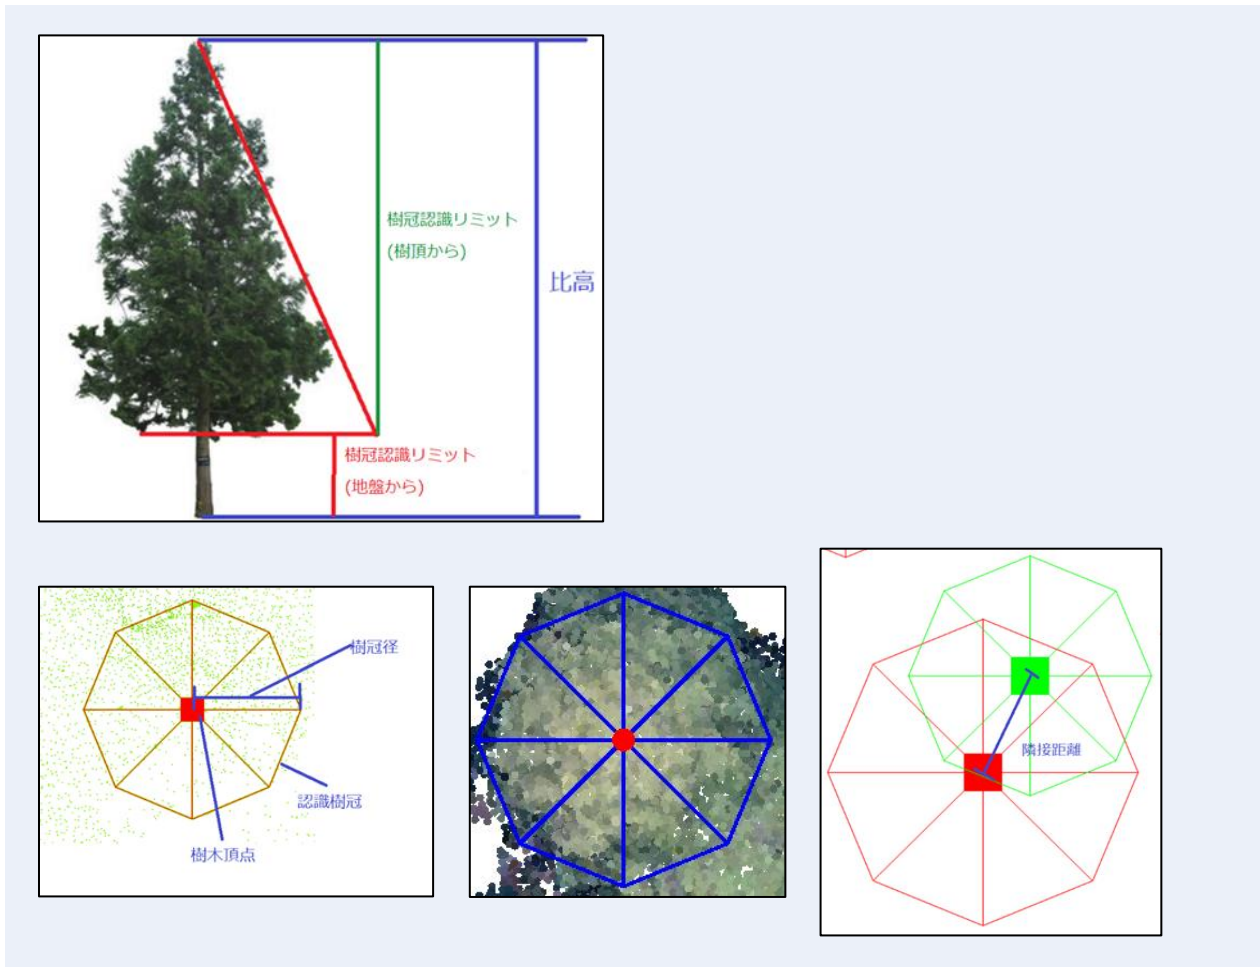 樹冠認識リミット
(樹頂から)
比高
樹冠認識リミット
(地盤から)
樹冠径
認識樹冠
樹木頂点
隣接距離